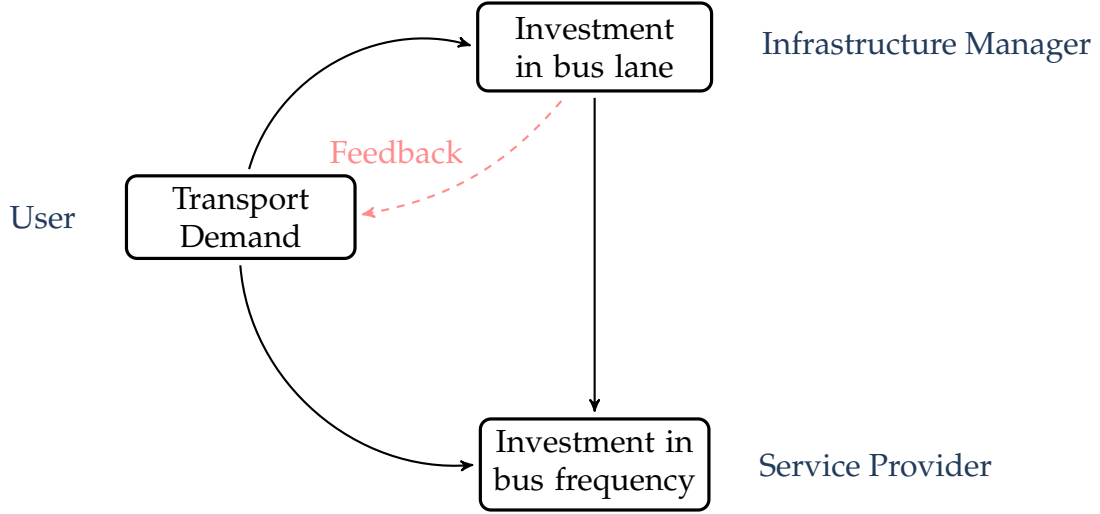 Investment
in bus lane
Infrastructure Manager
Feedback
User
Transport
Demand
Investment in
bus frequency
Service Provider